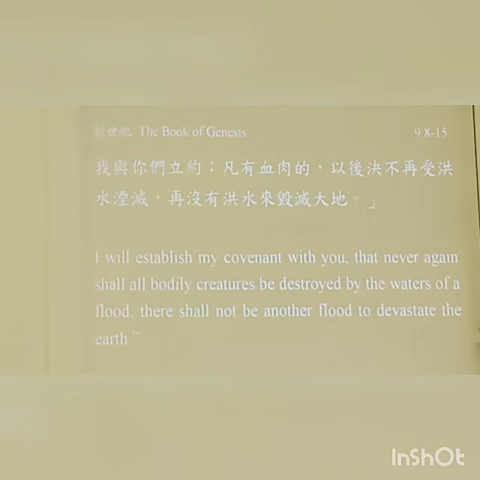 創世紀 The Book of Genesis 9 8-15
我與你們立約：凡有血肉的，以後決不再受洪
水湮滅，再沒有洪水來毀滅大地。」
I will establish my covenant with you, that never again
shall all bodily creatures be destroyed by the waters of a
flood, there shall not be another flood to devastate the
earth."
InShOt